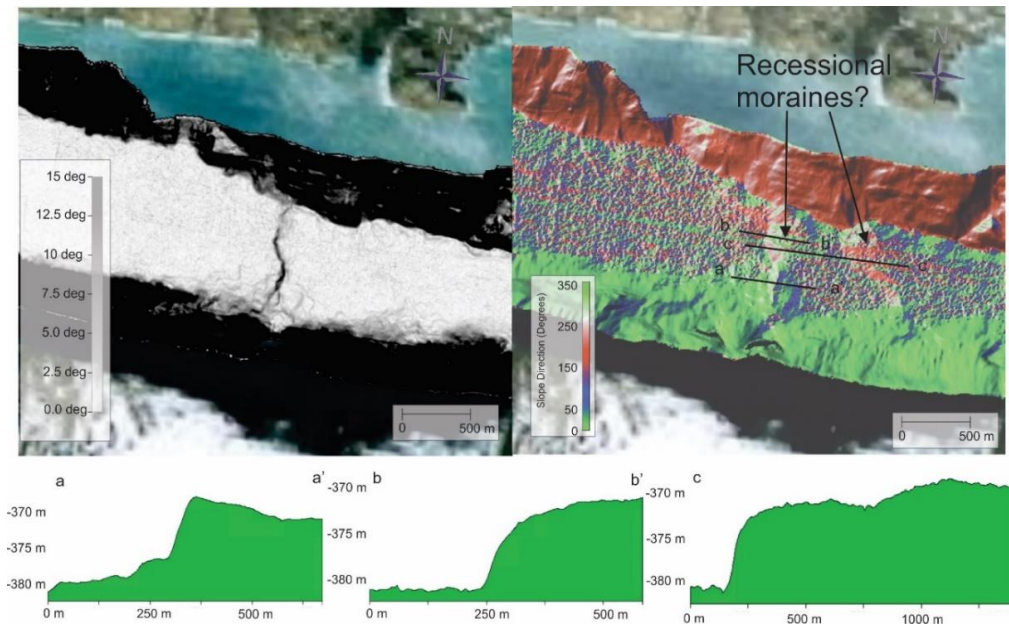 N
15 deg
12.5 deg
10 deg
7.5 deg
5.0 deg
2.5 deg
0.0 deg
0 500 m
N
Recessional
moraines?
b
b'
c
c
a
a
Slope Direction (Degrees)
350
250
150
50
0
0 500 m
a a'
-370 m
-375 m
-380 m
0 m 250 m 500 m
b b'
-370 m
-375 m
-380 m
0 m 250 m 500 m
c
-370 m
-375 m
-380 m
0 m 500 m 1000 m